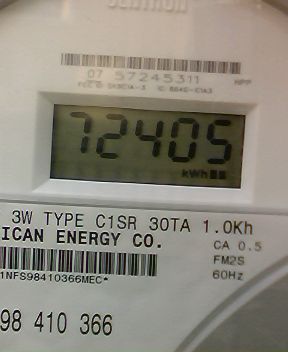 07 57245311
72405
kWh
3W TYPE C1SR 30TA 1.0Kh
ICAN ENERGY CO.
CA 0.5
FM2S
60Hz
1NFS98410366MEC*
98 410 366